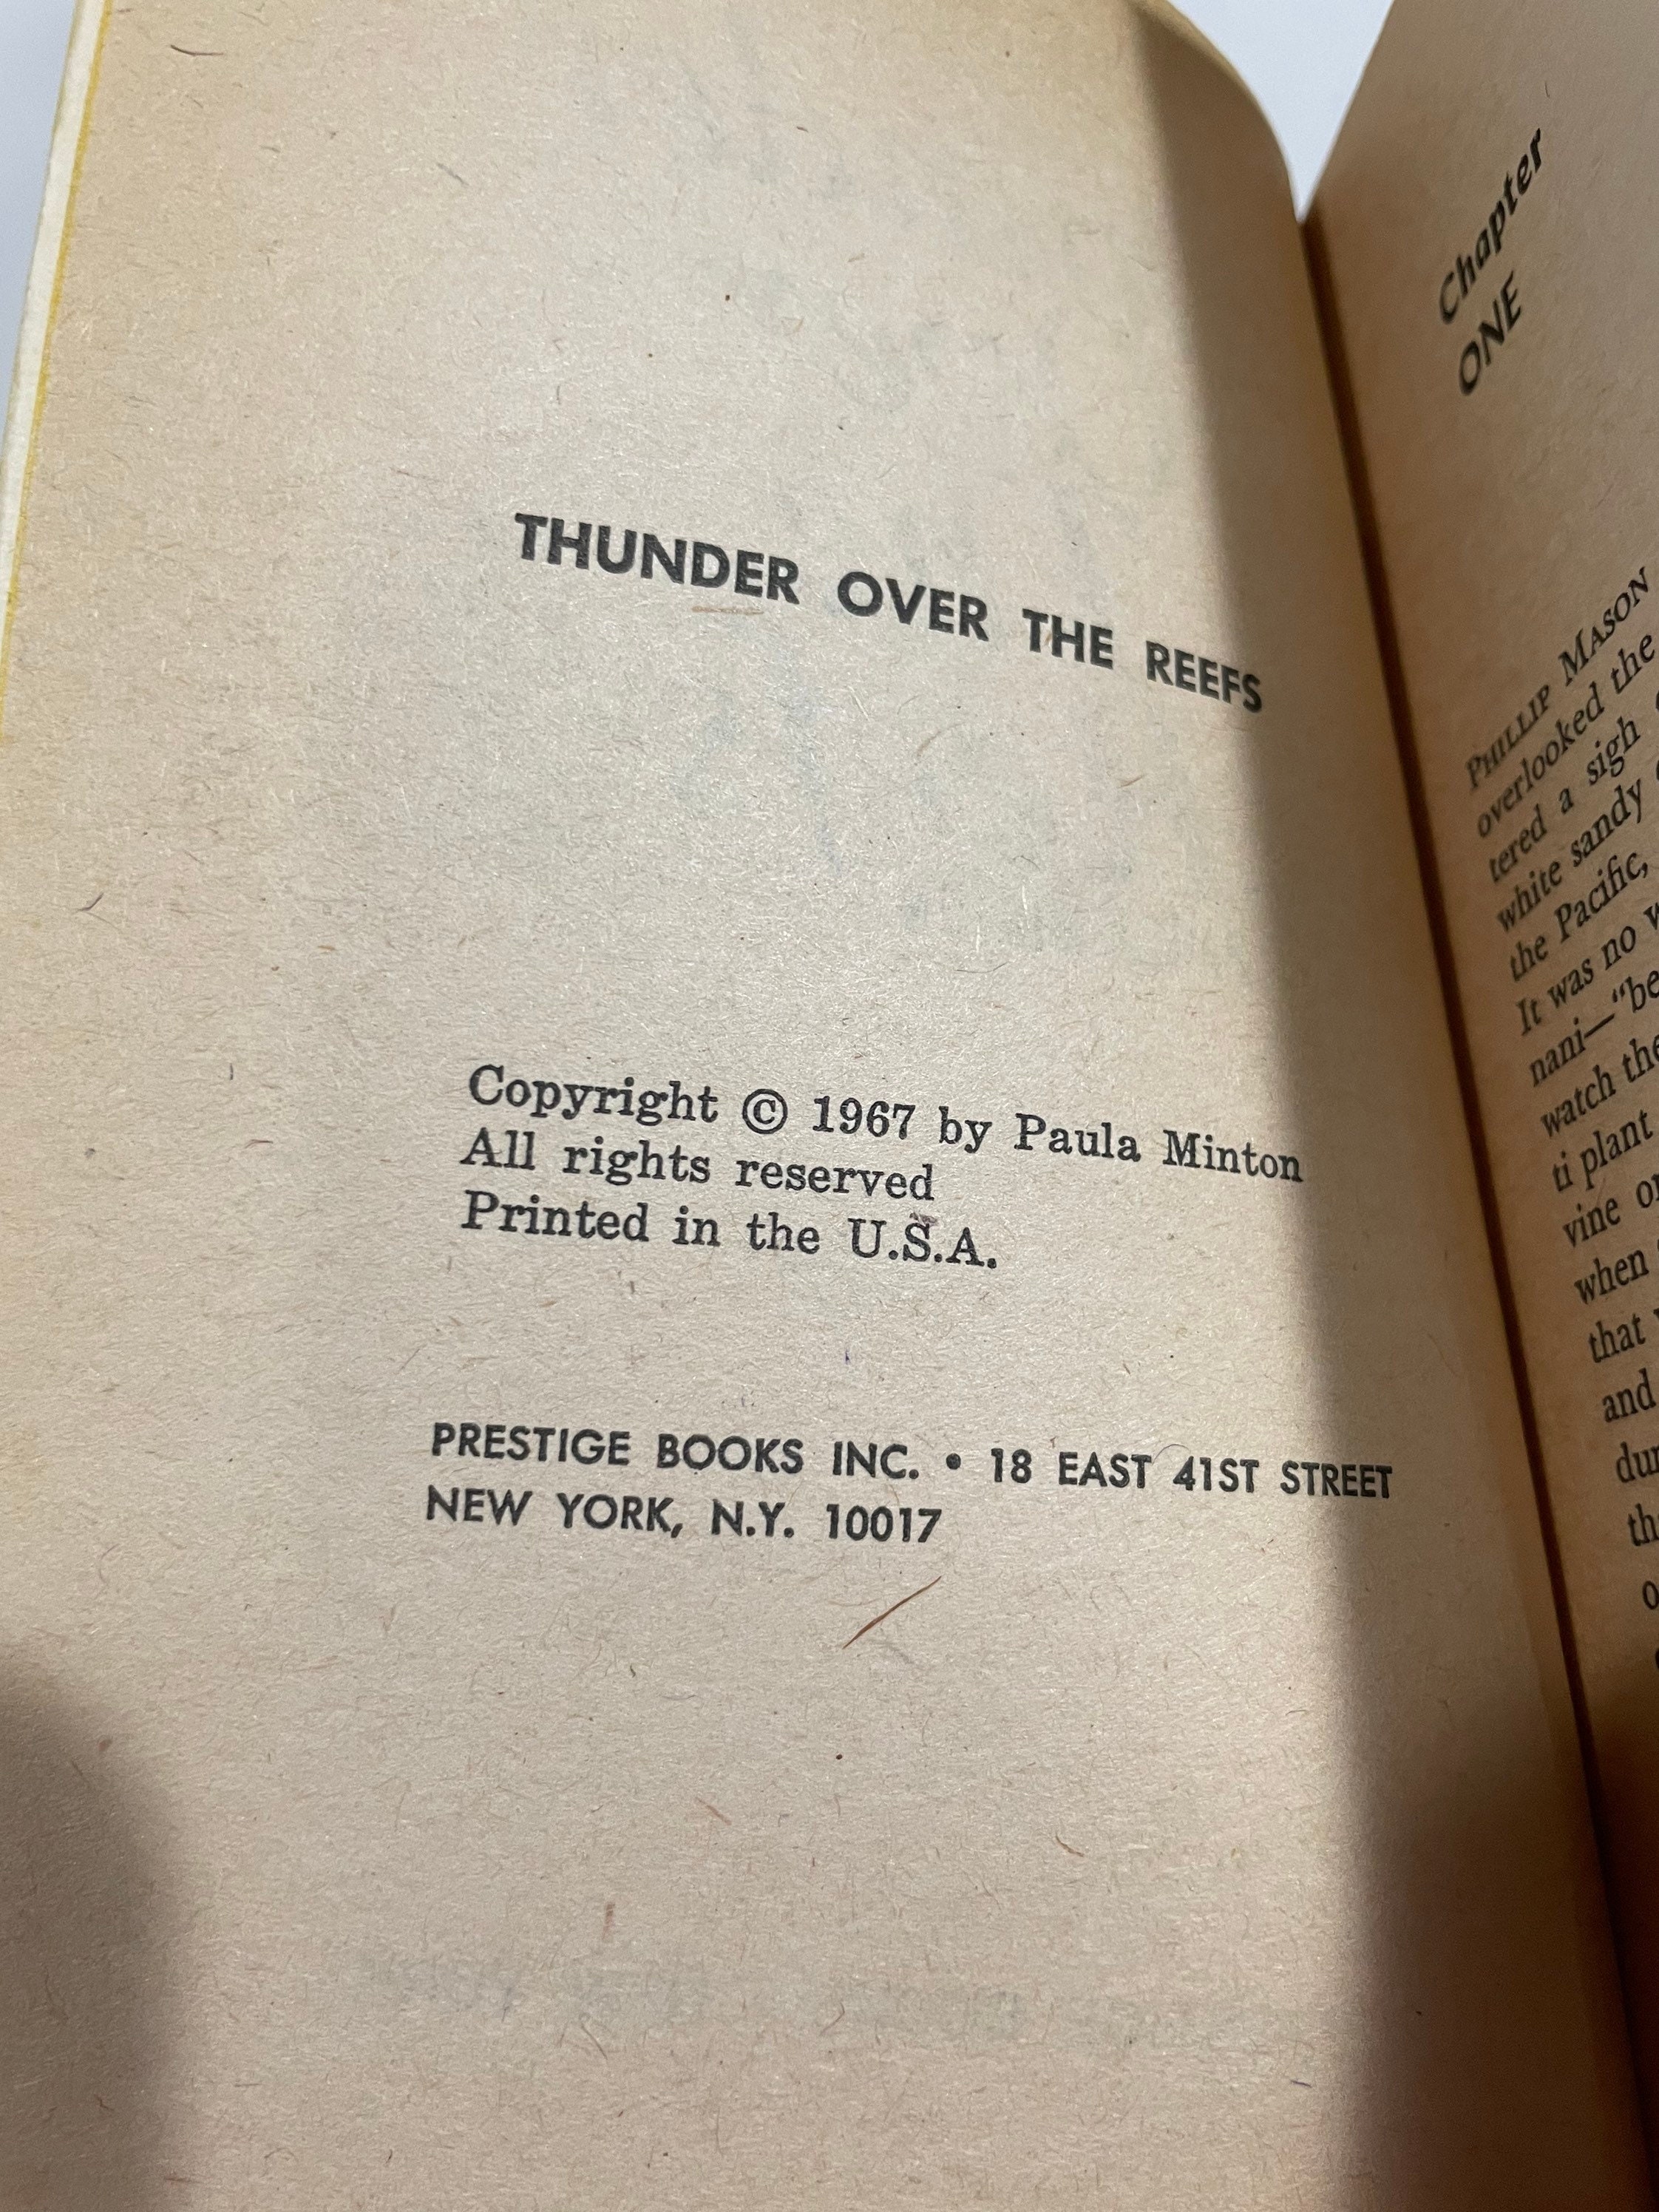 THUNDER OVER THE REEFS
Copyright © 1967 by Paula Minton
All rights reserved
Printed in the U.S.A.
PRESTIGE BOOKS INC. • 18 EAST 41ST STREET
NEW YORK, N.Y. 10017
Chapter
ONE
PHILLIP MASON
overlooked the
tered a sigh
white sandy
the Pacific,
It was no
nani—"be
watch the
ti plant
vine
when
that
and